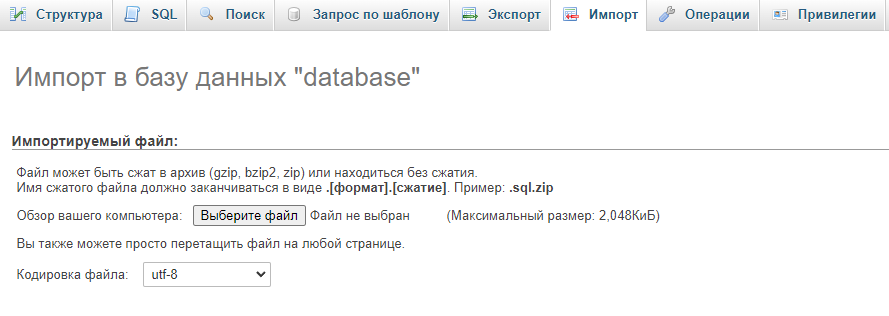 Структура SQL Поиск Запрос по шаблону Экспорт Импорт Операции Привилегии
Импорт в базу данных "database"
Импортируемый файл:
Файл может быть сжат в архив (gzip, bzip2, zip) или находиться без сжатия.
Имя сжатого файла должно заканчиваться в виде .[формат].[сжатие]. Пример: .sql.zip
Обзор вашего компьютера: Выберите файл Файл не выбран (Максимальный размер: 2,048КиБ)
Вы также можете просто перетащить файл на любой странице.
Кодировка файла: utf-8